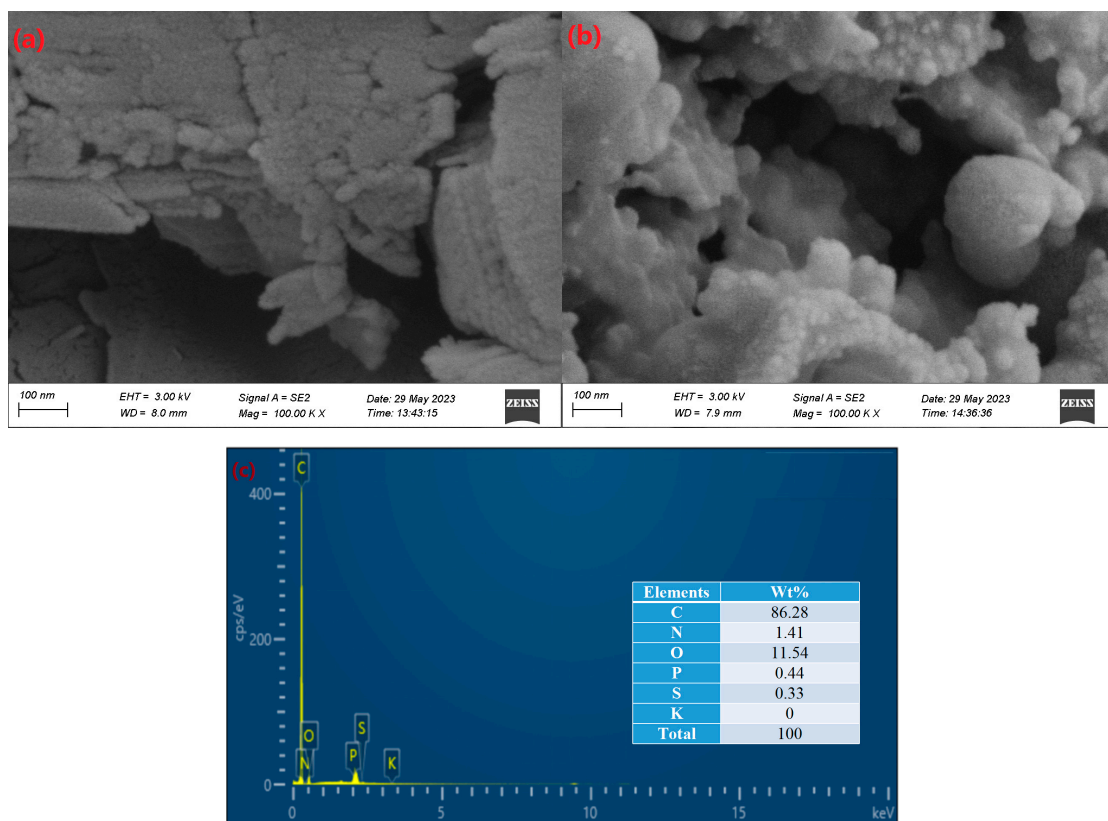 (a)
100 nm
EHT = 3.00 kV
WD = 8.0 mm
Signal A = SE2
Mag = 100.00 K X
Date: 29 May 2023
Time: 13:43:15
ZEISS
(b)
100 nm
EHT = 3.00 kV
WD = 7.9 mm
Signal A = SE2
Mag = 100.00 K X
Date: 29 May 2023
Time: 14:36:36
ZEISS
(c)
C
400
cps/eV
200
0
O
N
S
P
K
0
5
10
15
keV
Elements Wt%
C 86.28
N 1.41
O 11.54
P 0.44
S 0.33
K 0
Total 100